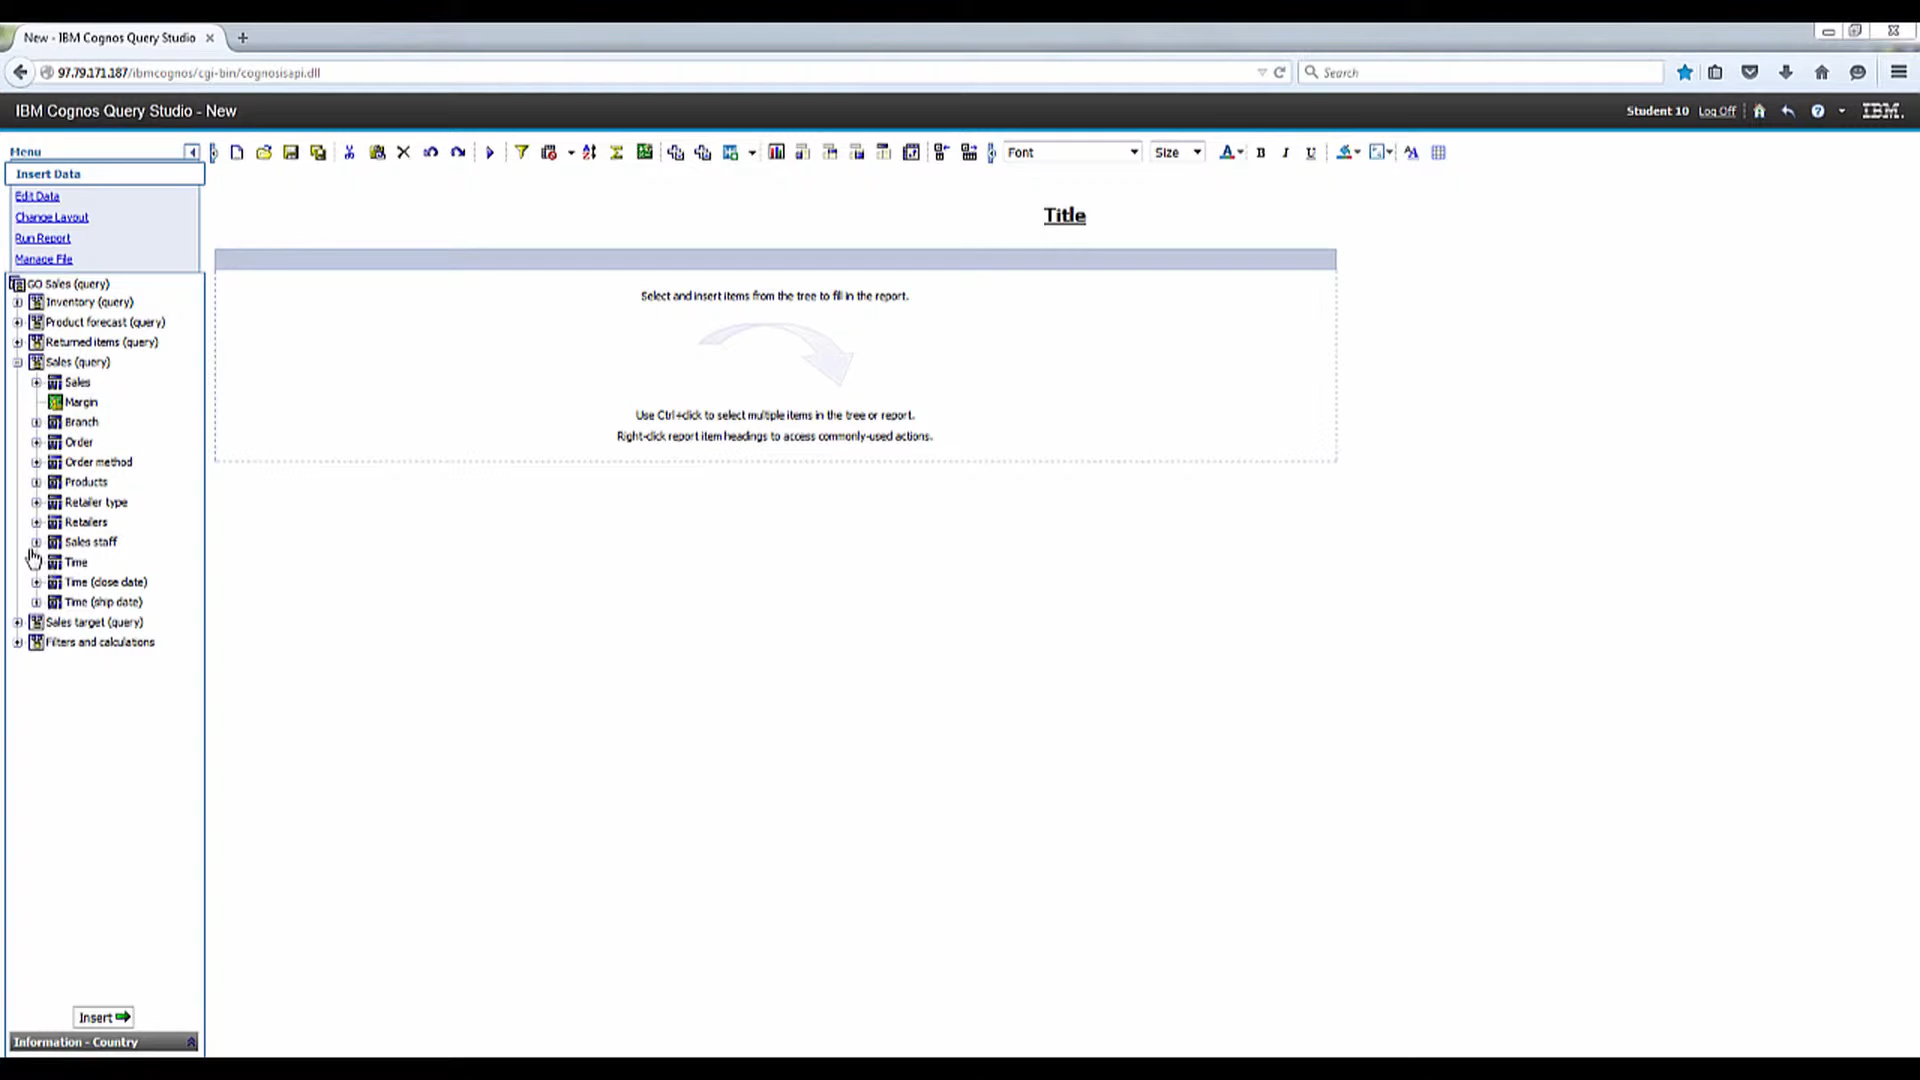 New - IBM Cognos Query Studio
97.79.171.187/ibmcognos/cgi-bin/cognosisapi.dll
Search
IBM Cognos Query Studio - New
Student 10 Log Off
IBM.
Menu
Font
Size
B I U
Insert Data
Edit Data
Change Layout
Run Report
Manage File
Title
GO Sales (query)
Inventory (query)
Product forecast (query)
Returned items (query)
Sales (query)
Sales
Margin
Branch
Order
Order method
Products
Retailer type
Retailers
Sales staff
Time
Time (close date)
Time (ship date)
Sales target (query)
Filters and calculations
Select and insert items from the tree to fill in the report.
Use Ctrl+click to select multiple items in the tree or report.
Right-click report item headings to access commonly-used actions.
Insert
Information - Country